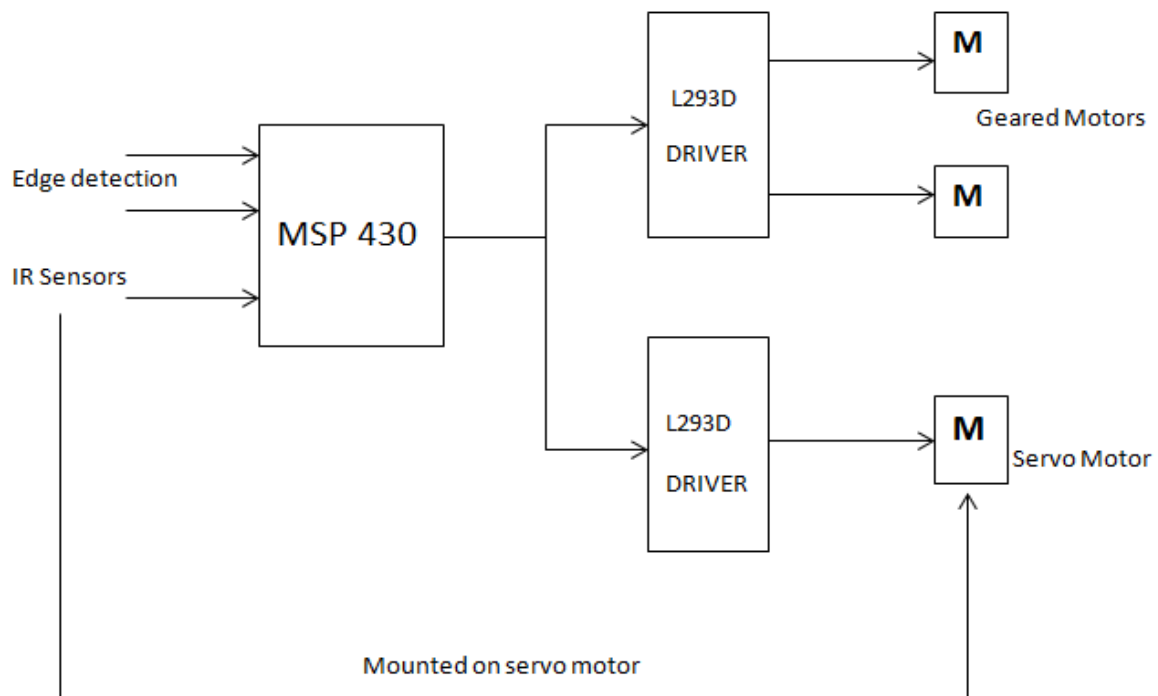 M
L293D
DRIVER
Geared Motors
Edge detection
M
MSP 430
IR Sensors
M
L293D
DRIVER
Servo Motor
Mounted on servo motor